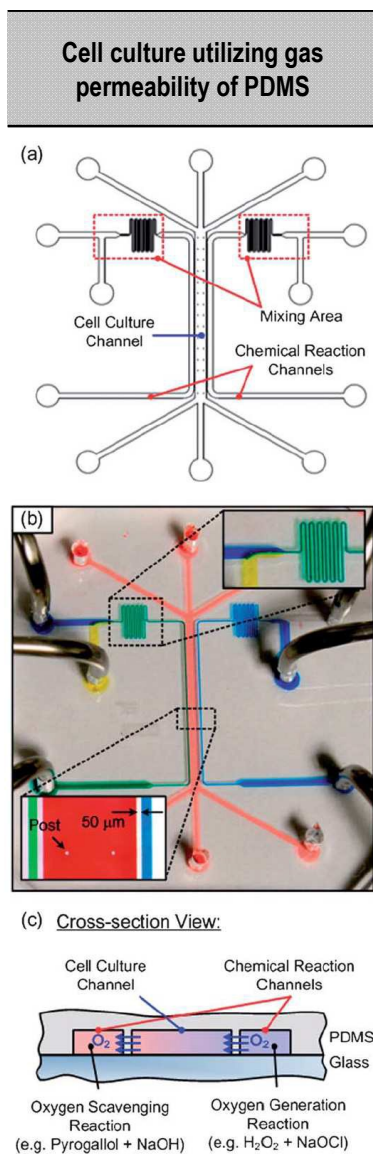 Cell culture utilizing gas
permeability of PDMS
(a)
Cell Culture
Channel
Mixing Area
Chemical Reaction
Channels
(b)
Post
50 μm
(c) Cross-section View:
Cell Culture
Channel
Chemical Reaction
Channels
O₂
O₂
PDMS
Glass
Oxygen Scavenging
Reaction
(e.g. Pyrogallol + NaOH)
Oxygen Generation
Reaction
(e.g. H₂O₂ + NaOCl)